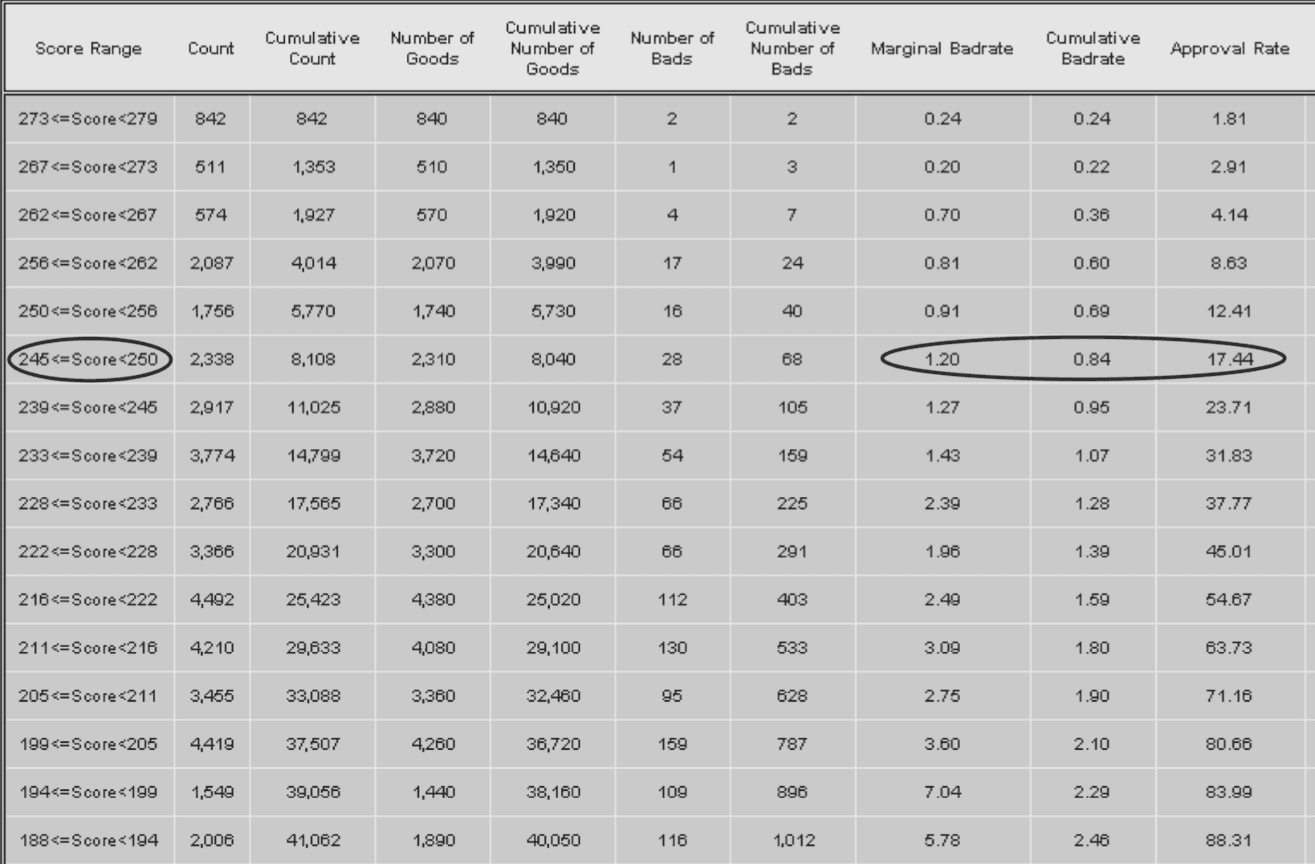 Score Range Count Cumulative Count Number of Goods Cumulative Number of Goods Number of Bads Cumulative Number of Bads Marginal Badrate Cumulative Badrate Approval Rate
273<=Score<279 842 842 840 840 2 2 0.24 0.24 1.81
267<=Score<273 511 1,353 510 1,350 1 3 0.20 0.22 2.91
262<=Score<267 574 1,927 570 1,920 4 7 0.70 0.36 4.14
256<=Score<262 2,087 4,014 2,070 3,990 17 24 0.81 0.60 8.63
250<=Score<256 1,756 5,770 1,740 5,730 16 40 0.91 0.69 12.41
245<=Score<250 2,338 8,108 2,310 8,040 28 68 1.20 0.84 17.44
239<=Score<245 2,917 11,025 2,880 10,920 37 105 1.27 0.95 23.71
233<=Score<239 3,774 14,799 3,720 14,640 54 159 1.43 1.07 31.83
228<=Score<233 2,766 17,565 2,700 17,340 66 225 2.39 1.28 37.77
222<=Score<228 3,366 20,931 3,300 20,640 66 291 1.96 1.39 45.01
216<=Score<222 4,492 25,423 4,380 25,020 112 403 2.49 1.59 54.67
211<=Score<216 4,210 29,633 4,080 29,100 130 533 3.09 1.80 63.73
205<=Score<211 3,455 33,088 3,360 32,460 95 628 2.75 1.90 71.16
199<=Score<205 4,419 37,507 4,260 36,720 159 787 3.60 2.10 80.66
194<=Score<199 1,549 39,056 1,440 38,160 109 896 7.04 2.29 83.99
188<=Score<194 2,006 41,062 1,890 40,050 116 1,012 5.78 2.46 88.31